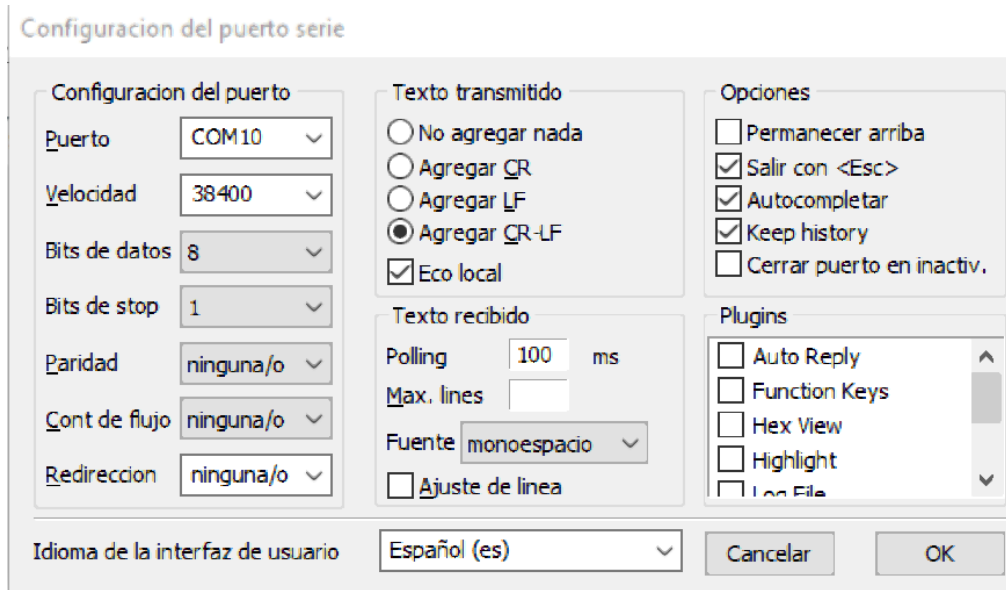 Configuracion del puerto serie
Configuracion del puerto
Puerto COM10
Velocidad 38400
Bits de datos 8
Bits de stop 1
Paridad ninguna/o
Cont de flujo ninguna/o
Redireccion ninguna/o
Texto transmitido
No agregar nada
Agregar CR
Agregar LF
Agregar CR-LF
Eco local
Texto recibido
Polling 100 ms
Max. lines
Fuente monoespacio
Ajuste de linea
Opciones
Permanecer arriba
Salir con <Esc>
Autocompletar
Keep history
Cerrar puerto en inactiv.
Plugins
Auto Reply
Function Keys
Hex View
Highlight
Log File
Idioma de la interfaz de usuario Español (es) Cancelar OK